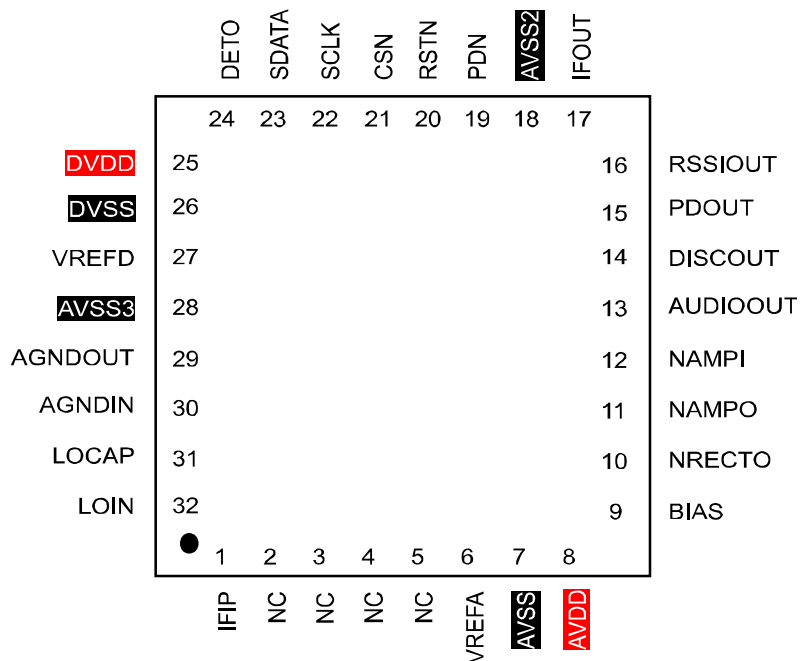 DETO SDATA SCLK CSN RSTN PDN AVSS2 IFOUT
24 23 22 21 20 19 18 17
DVDD 25 16 RSSIOUT
DVSS 26 15 PDOUT
VREFD 27 14 DISCOUT
AVSS3 28 13 AUDIOOUT
AGNDOUT 29 12 NAMPI
AGNDIN 30 11 NAMPO
LOCAP 31 10 NRECTO
LOIN 32 9 BIAS
1 2 3 4 5 6 7 8
IFIP NC NC NC NC VREFA AVSS AVDD